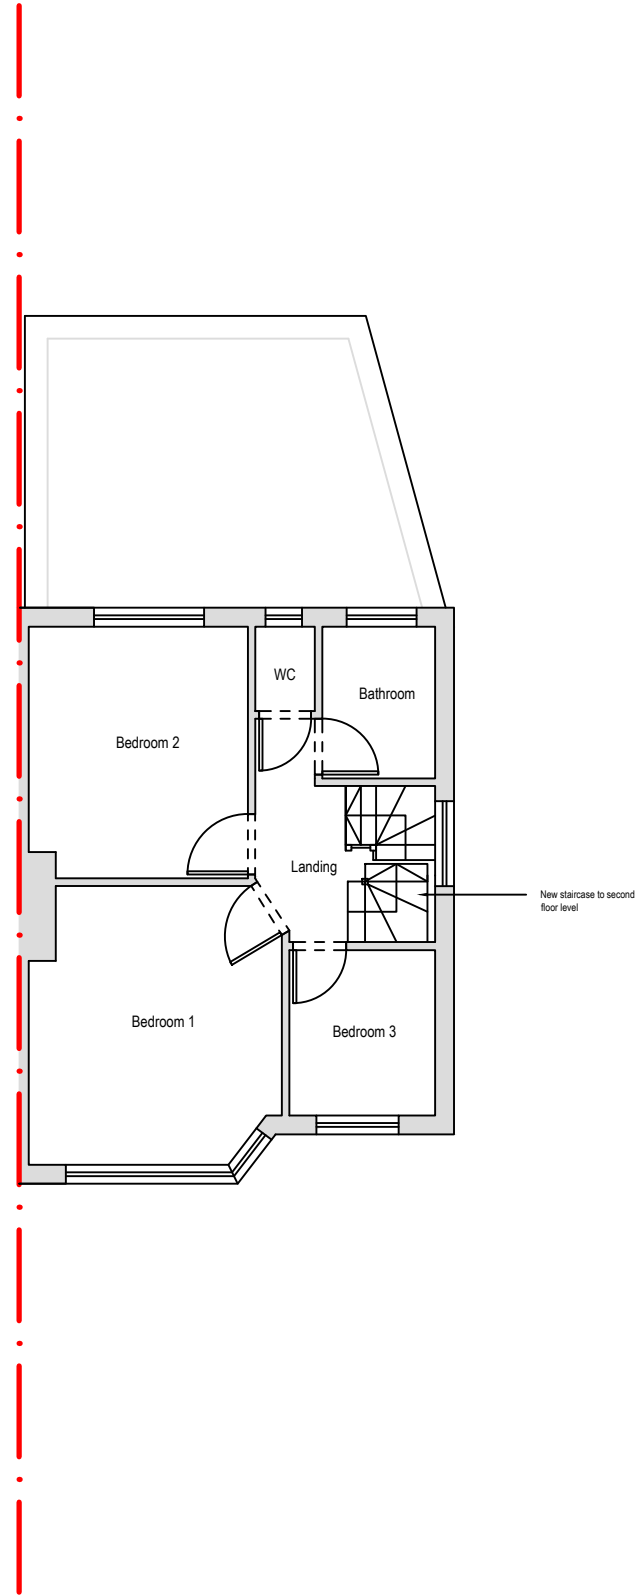 WC
Bathroom
Bedroom 2
Landing
New staircase to second
floor level
Bedroom 1
Bedroom 3